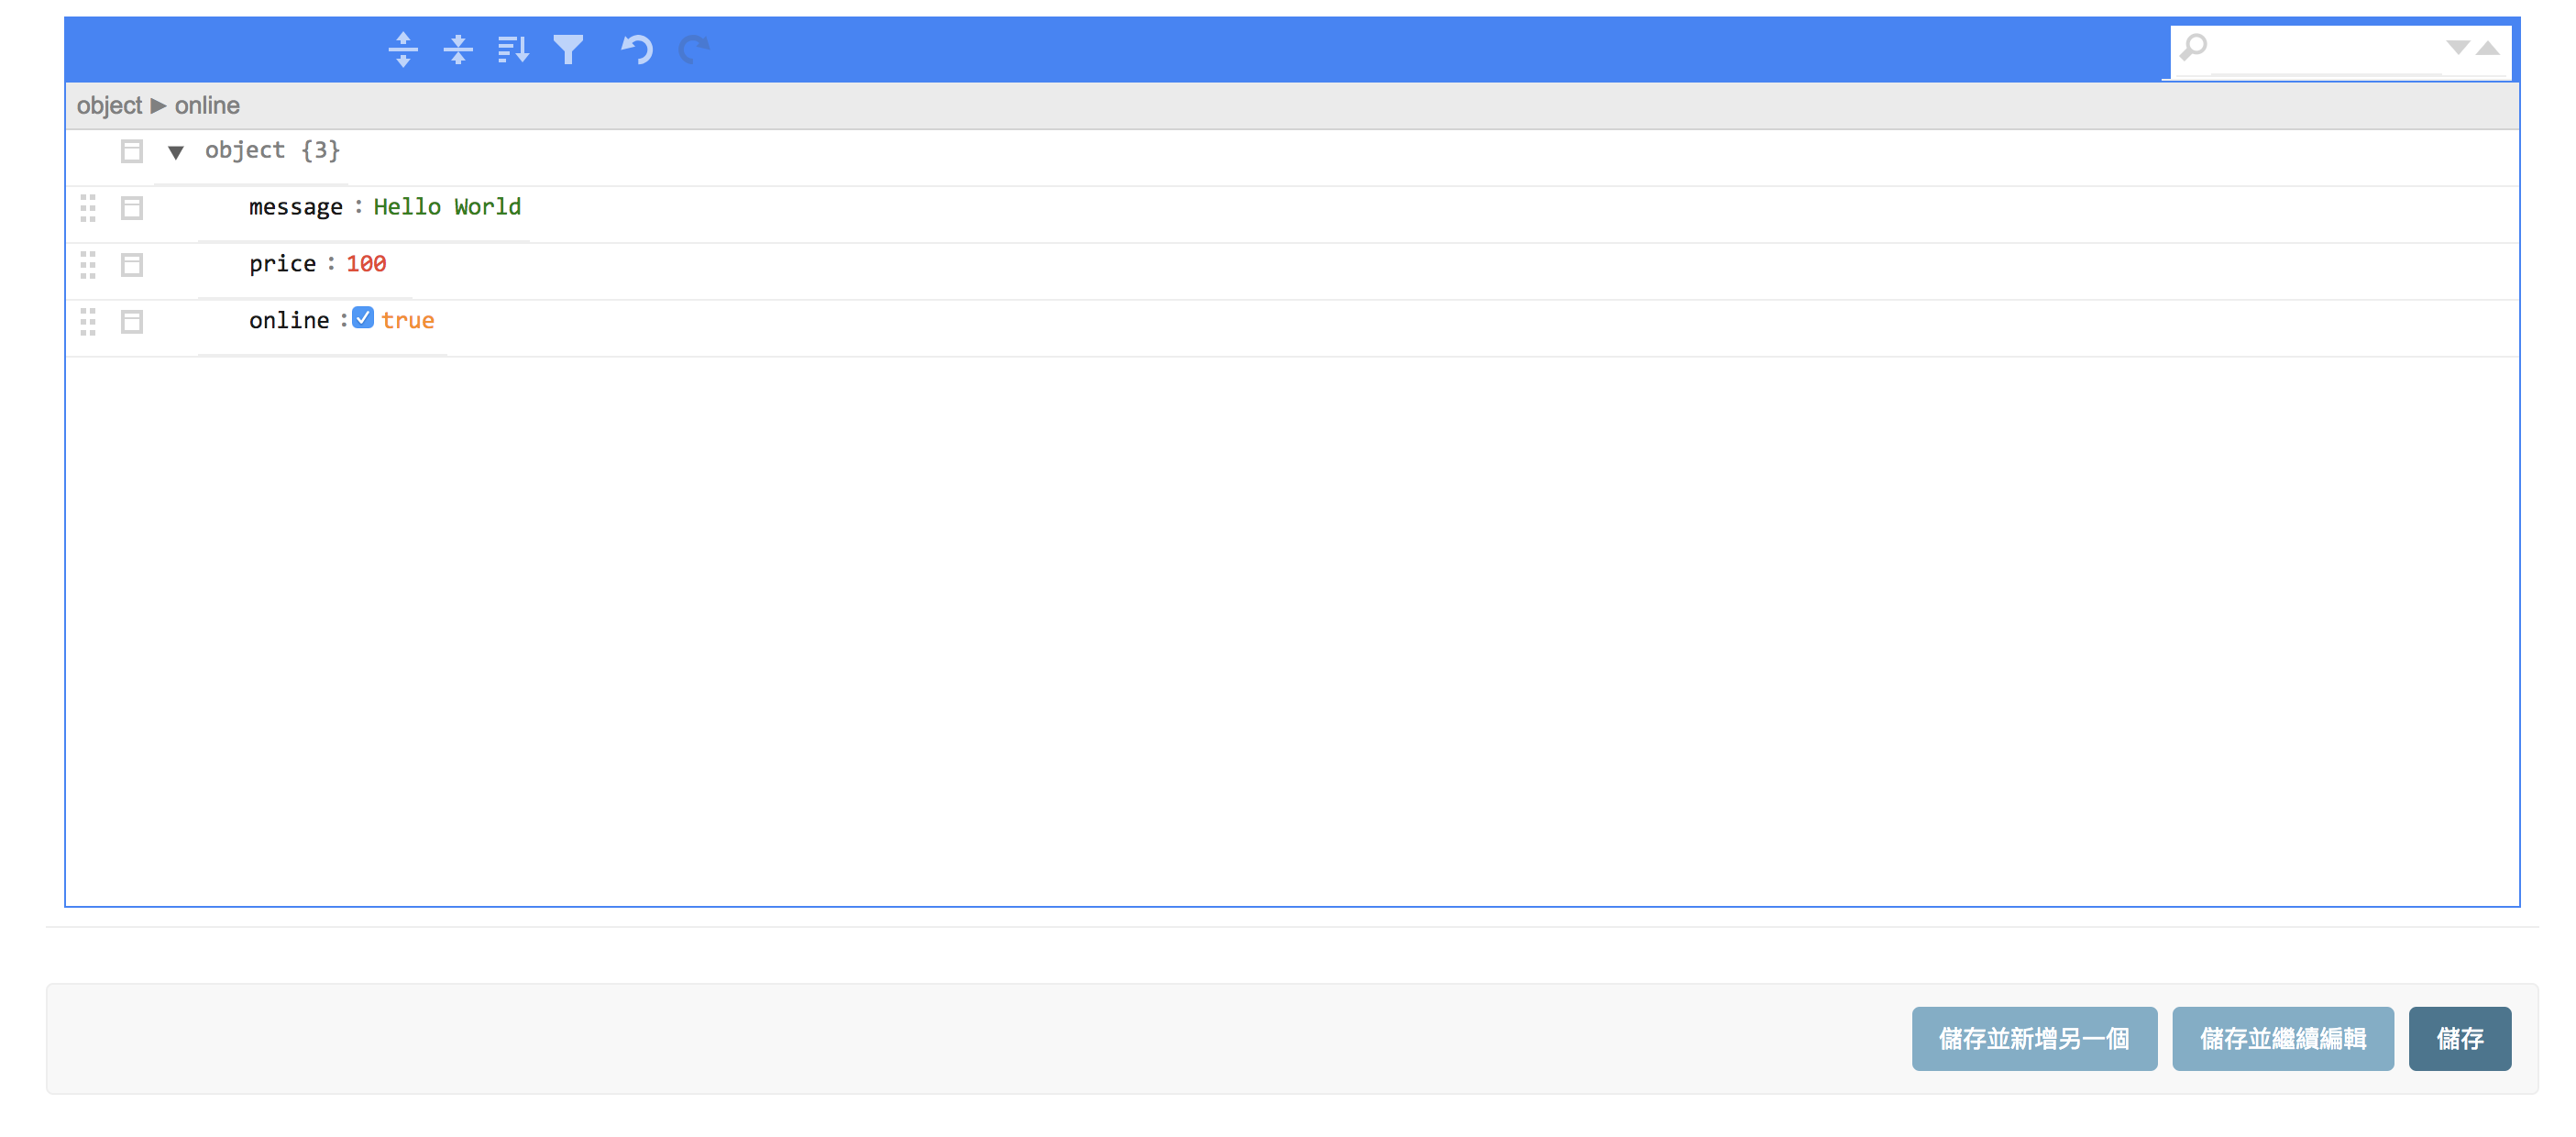 object ▶ online
▼ object {3}
message : Hello World
price : 100
online : true
儲存並新增另一個 儲存並繼續編輯 儲存